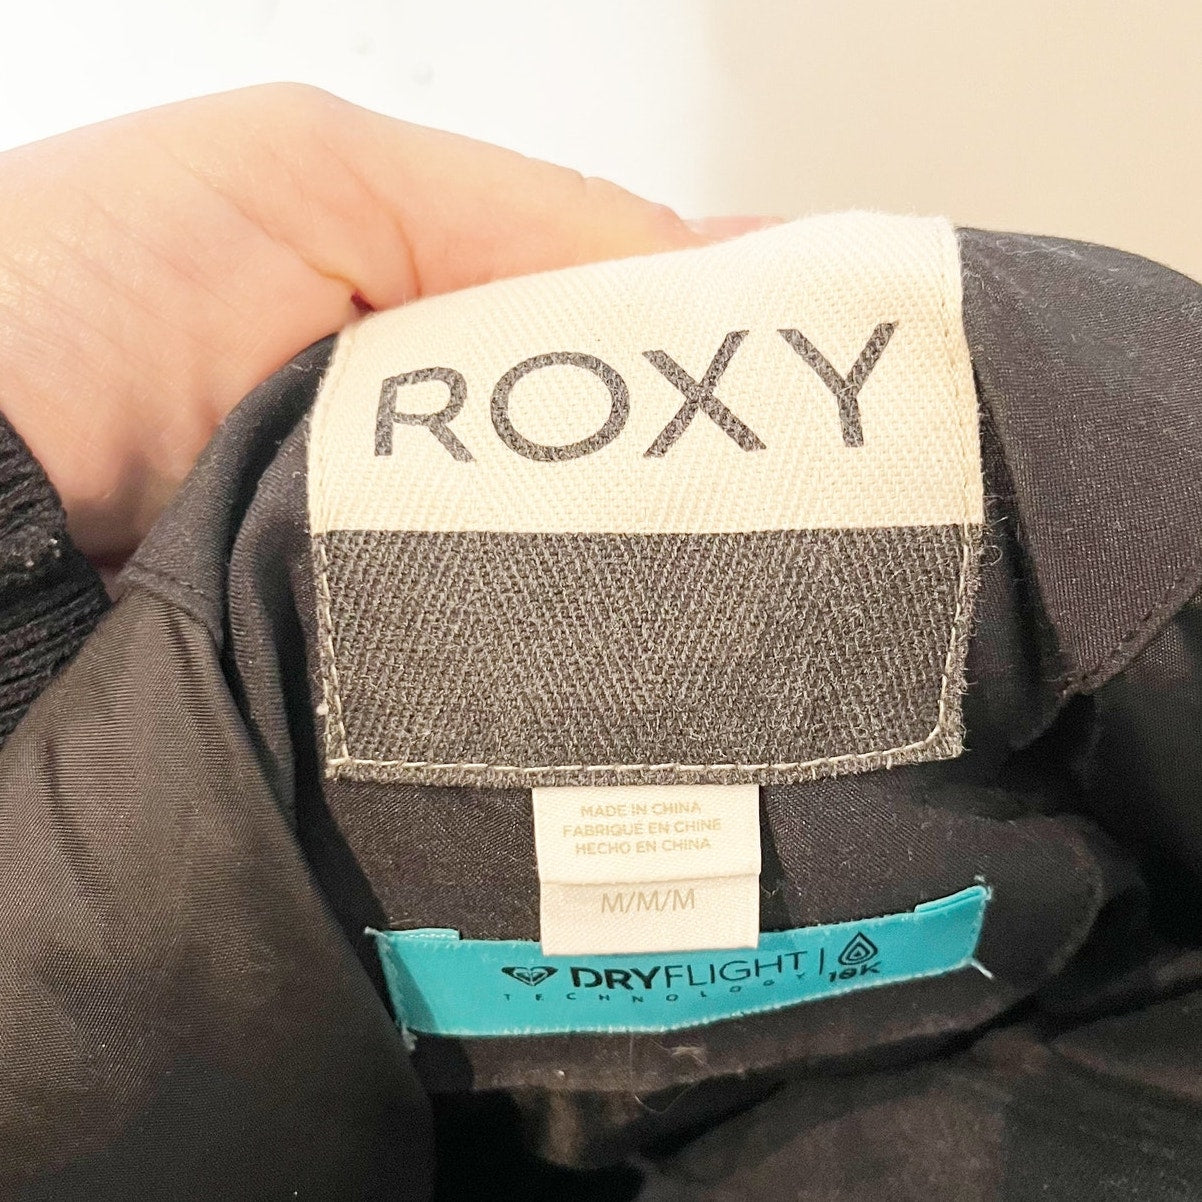 ROXY
MADE IN CHINA
FABRIQUÉ EN CHINE
HECHO EN CHINA
M/M/M
DRYFLIGHT | 10K
TECHNOLOGY